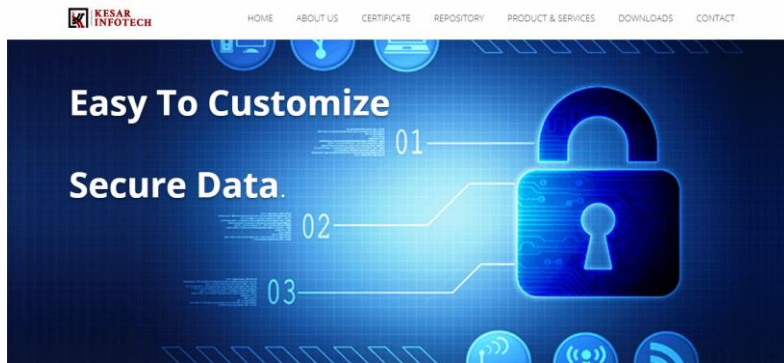 KESAR
INFOTECH
HOME ABOUT US CERTIFICATE REPOSITORY PRODUCT & SERVICES DOWNLOADS CONTACT
Easy To Customize
01
Secure Data.
02
03